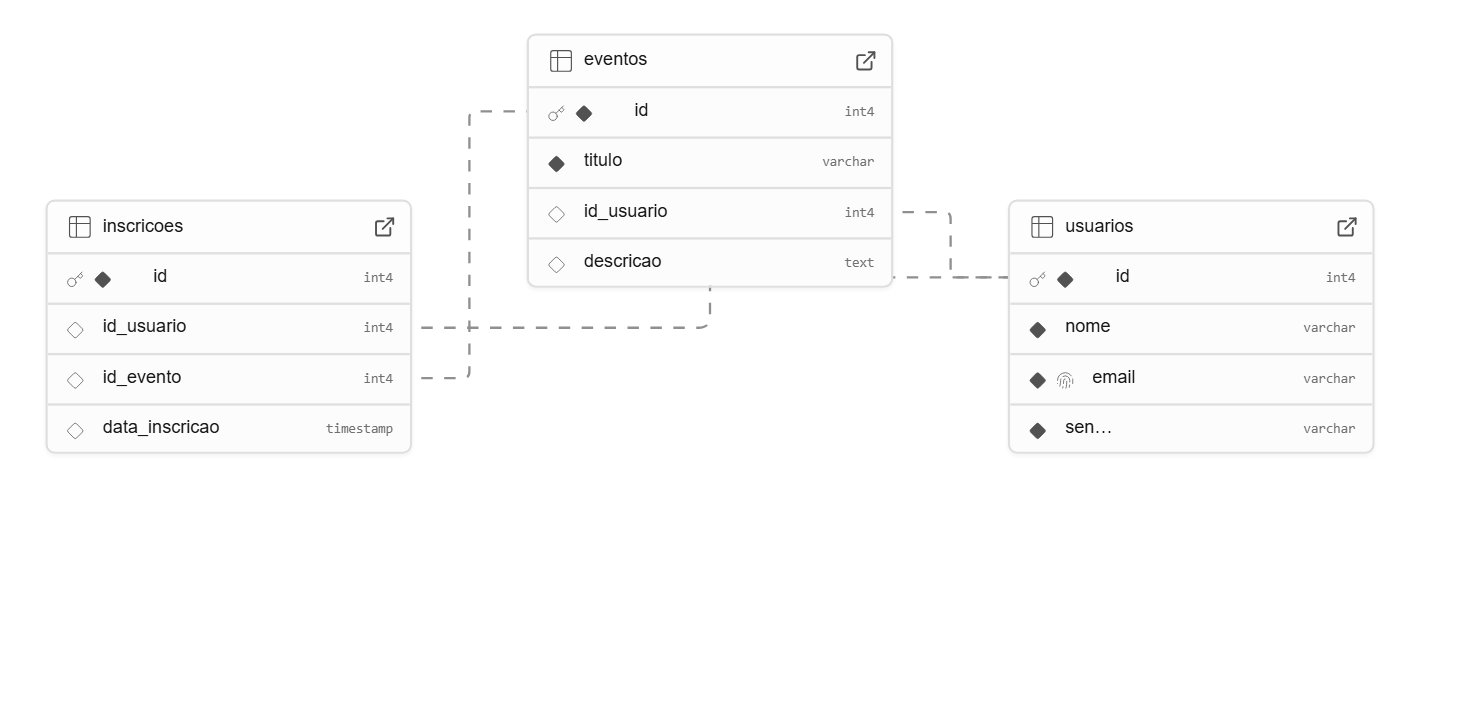 eventos
id int4
titulo varchar
id_usuario int4
descricao text
inscricoes
id int4
id_usuario int4
id_evento int4
data_inscricao timestamp
usuarios
id int4
nome varchar
email varchar
sen… varchar